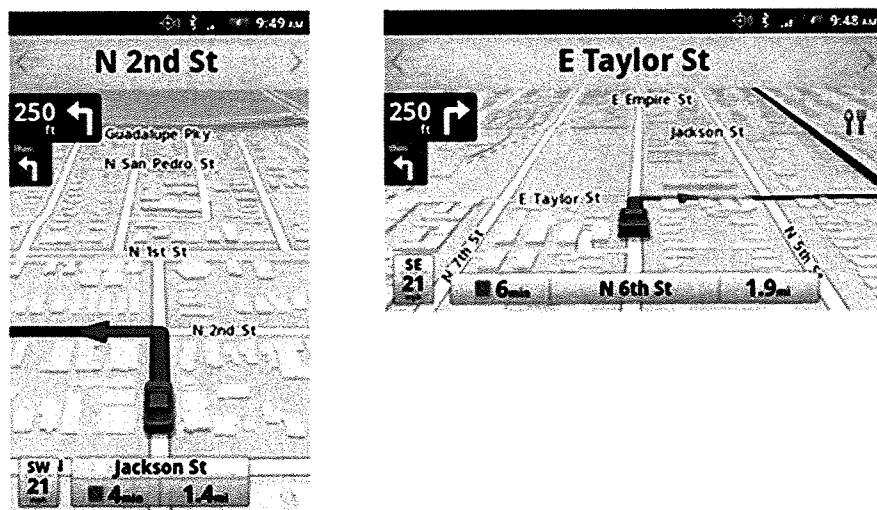 9:49 AM
N 2nd St
250
ft
Guadalupe Pky
N San Pedro St
N 1st St
N 2nd St
SW
21
Jackson St
4min
1.4mi
9:48 AM
E Taylor St
250
ft
E Empire St
Jackson St
E Taylor St
N 7th St
N 5th St
SE
21
6min
N 6th St
1.9mi